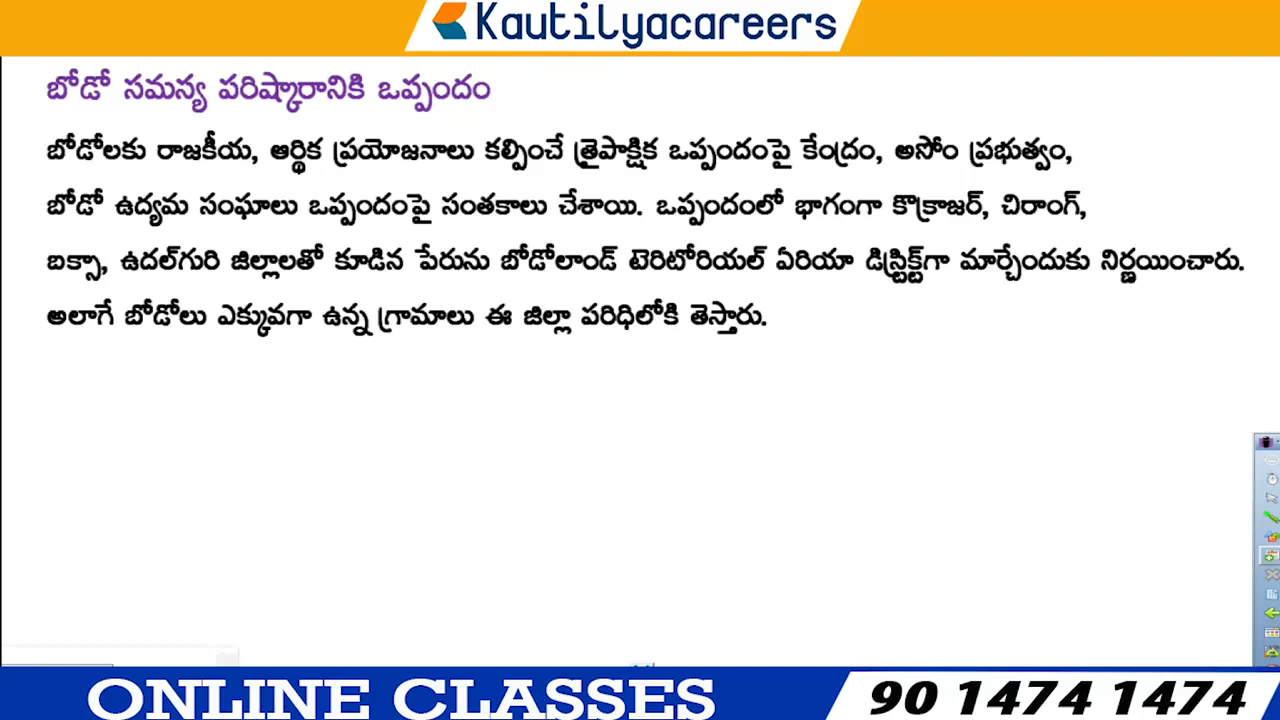 Kautilyacareers
బోడో సమన్య పరిష్కారానికి ఒప్పందం
బోడోలకు రాజకీయ, ఆర్థిక ప్రయోజనాలు కల్పించే త్రైపాక్షిక ఒప్పందంపై కేంద్రం, అసోం ప్రభుత్వం,
బోడో ఉద్యమ సంఘాలు ఒప్పందంపై సంతకాలు చేశాయి. ఒప్పందంలో భాగంగా కొక్రాజర్, చిరాంగ్,
బక్సా, ఉదల్‌గురి జిల్లాలతో కూడిన పేరును బోడోలాండ్ టెరిటోరియల్ ఏరియా డిస్ట్రిక్ట్‌గా మార్చేందుకు నిర్ణయించారు.
అలాగే బోడోలు ఎక్కువగా ఉన్న గ్రామాలు ఈ జిల్లా పరిధిలోకి తెస్తారు.
ONLINE CLASSES
90 1474 1474